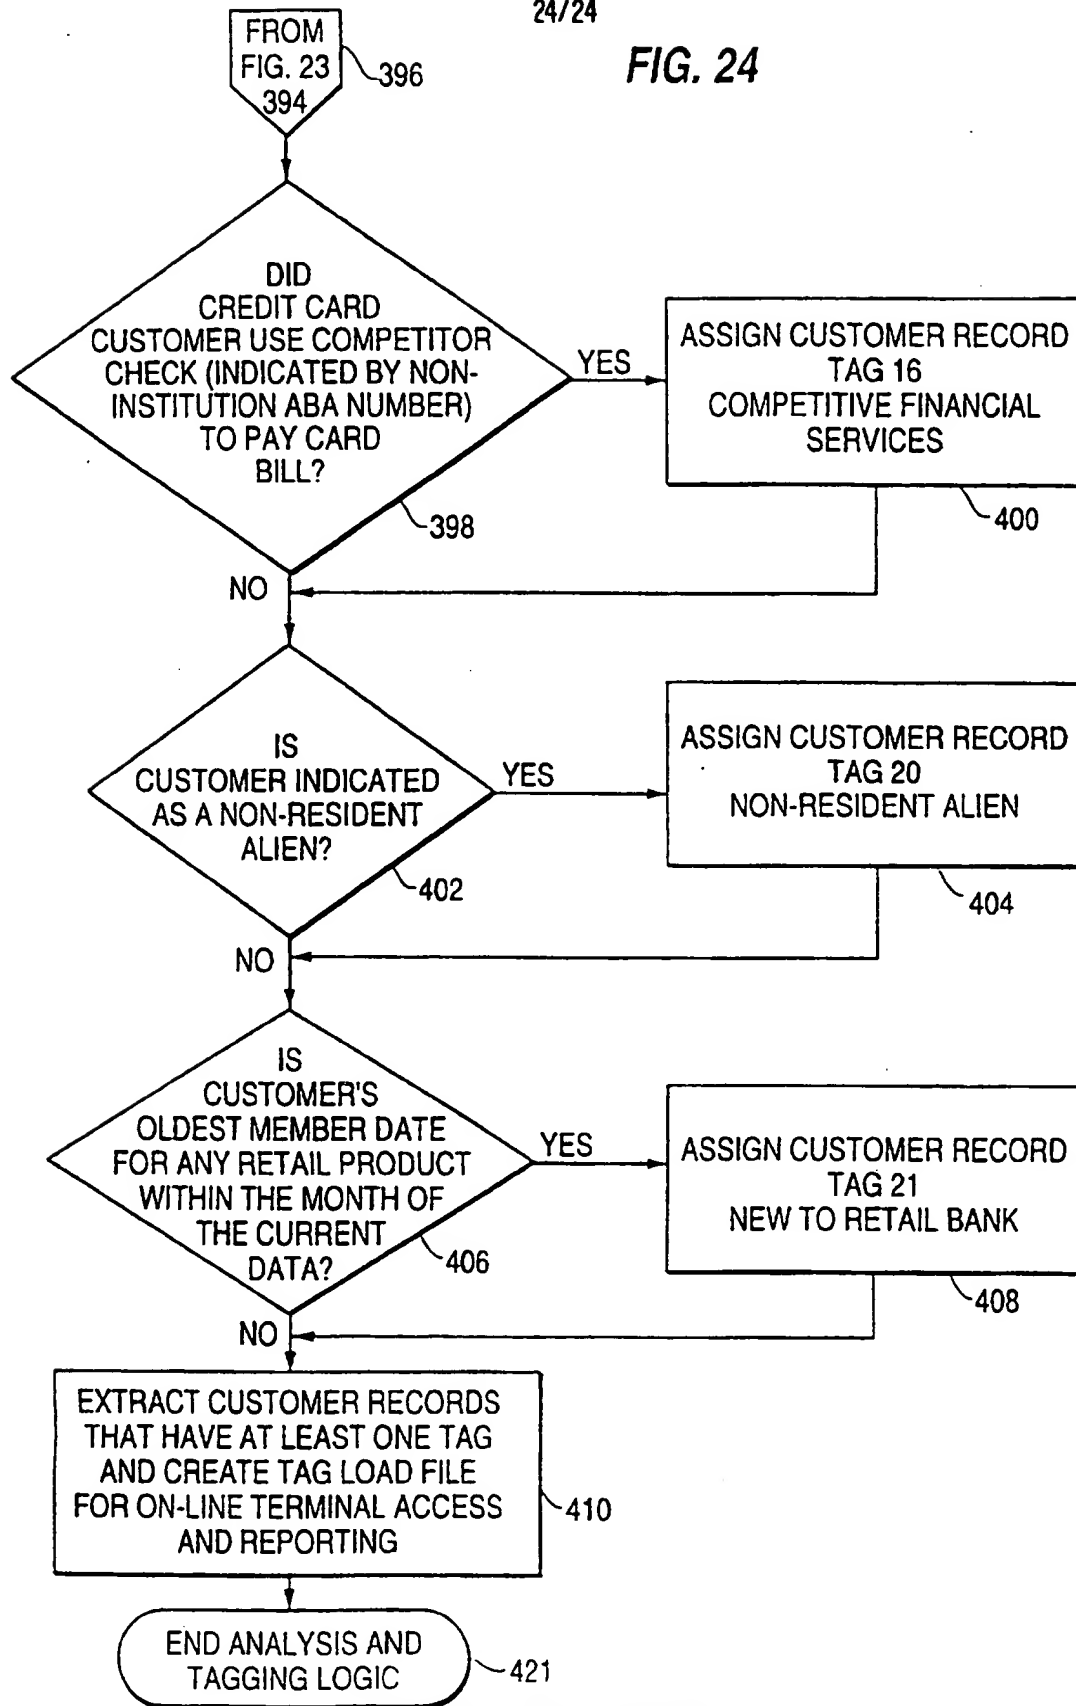 24/24
FIG. 24
FROM
FIG. 23
394
396
DID
CREDIT CARD
CUSTOMER USE COMPETITOR
CHECK (INDICATED BY NON-
INSTITUTION ABA NUMBER)
TO PAY CARD
BILL?
398
YES
ASSIGN CUSTOMER RECORD
TAG 16
COMPETITIVE FINANCIAL
SERVICES
400
NO
IS
CUSTOMER INDICATED
AS A NON-RESIDENT
ALIEN?
402
YES
ASSIGN CUSTOMER RECORD
TAG 20
NON-RESIDENT ALIEN
404
NO
IS
CUSTOMER'S
OLDEST MEMBER DATE
FOR ANY RETAIL PRODUCT
WITHIN THE MONTH OF
THE CURRENT
DATA?
406
YES
ASSIGN CUSTOMER RECORD
TAG 21
NEW TO RETAIL BANK
408
NO
EXTRACT CUSTOMER RECORDS
THAT HAVE AT LEAST ONE TAG
AND CREATE TAG LOAD FILE
FOR ON-LINE TERMINAL ACCESS
AND REPORTING
410
END ANALYSIS AND
TAGGING LOGIC
421